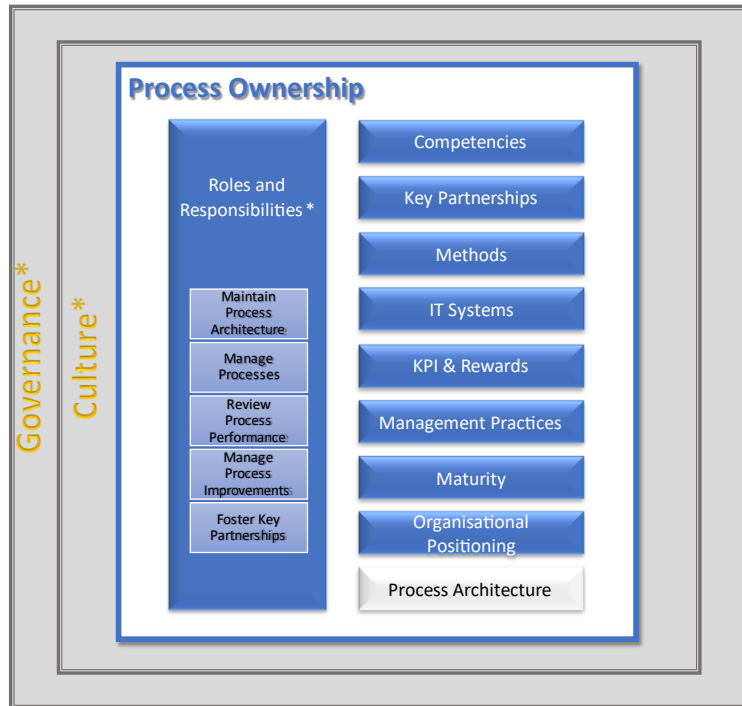 Process Ownership
Roles and
Responsibilities *
Maintain
Process
Architecture
Manage
Processes
Review
Process
Performance
Manage
Process
Improvements
Foster Key
Partnerships
Competencies
Key Partnerships
Methods
IT Systems
KPI & Rewards
Management Practices
Maturity
Organisational
Positioning
Process Architecture
Governance*
Culture*